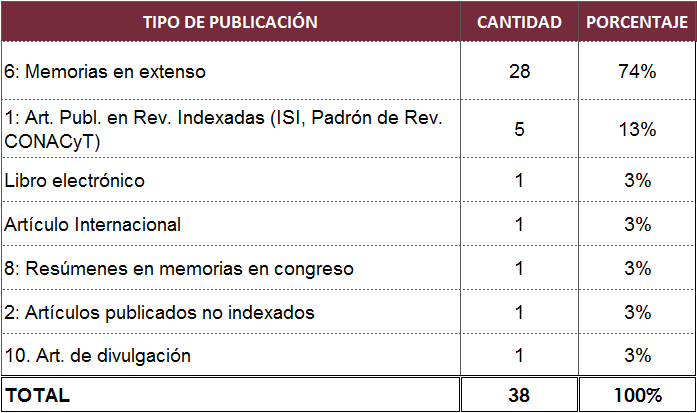 TIPO DE PUBLICACIÓN CANTIDAD PORCENTAJE
6: Memorias en extenso 28 74%
1: Art. Publ. en Rev. Indexadas (ISI, Padrón de Rev.
CONACyT) 5 13%
Libro electrónico 1 3%
Artículo Internacional 1 3%
8: Resúmenes en memorias en congreso 1 3%
2: Artículos publicados no indexados 1 3%
10. Art. de divulgación 1 3%
TOTAL 38 100%